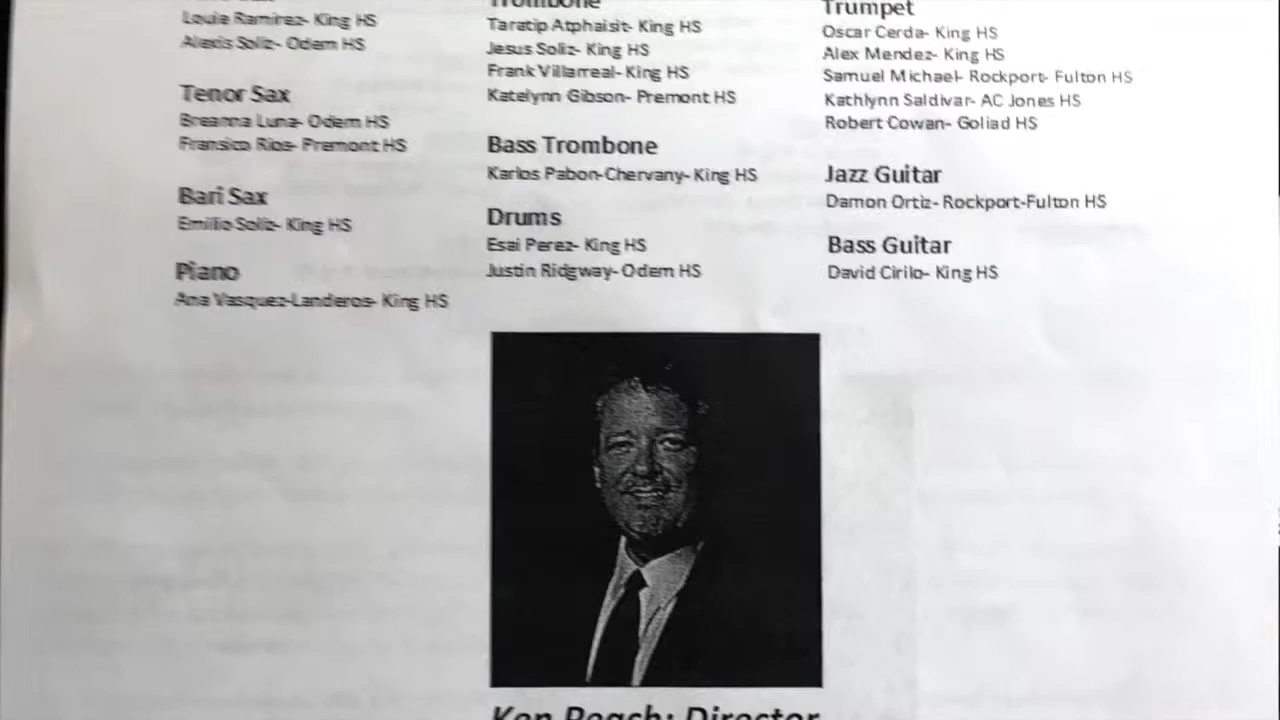 Louie Ramirez- King HS
Alexis Soliz- Odem HS
Tenor Sax
Breanna Luna- Odem HS
Fransico Rios- Premont HS
Bari Sax
Emilio Soliz- King HS
Piano
Ana Vasquez-Landeros- King HS
Trombone
Taratip Atphaisit- King HS
Jesus Soliz- King HS
Frank Villarreal- King HS
Katelynn Gibson- Premont HS
Bass Trombone
Karlos Pabon-Chervany- King HS
Drums
Esai Perez- King HS
Justin Ridgway- Odem HS
Trumpet
Oscar Cerda- King HS
Alex Mendez- King HS
Samuel Michael- Rockport- Fulton HS
Kathlynn Saldivar- AC Jones HS
Robert Cowan- Goliad HS
Jazz Guitar
Damon Ortiz- Rockport-Fulton HS
Bass Guitar
David Cirilo- King HS
Ken Peach: Director